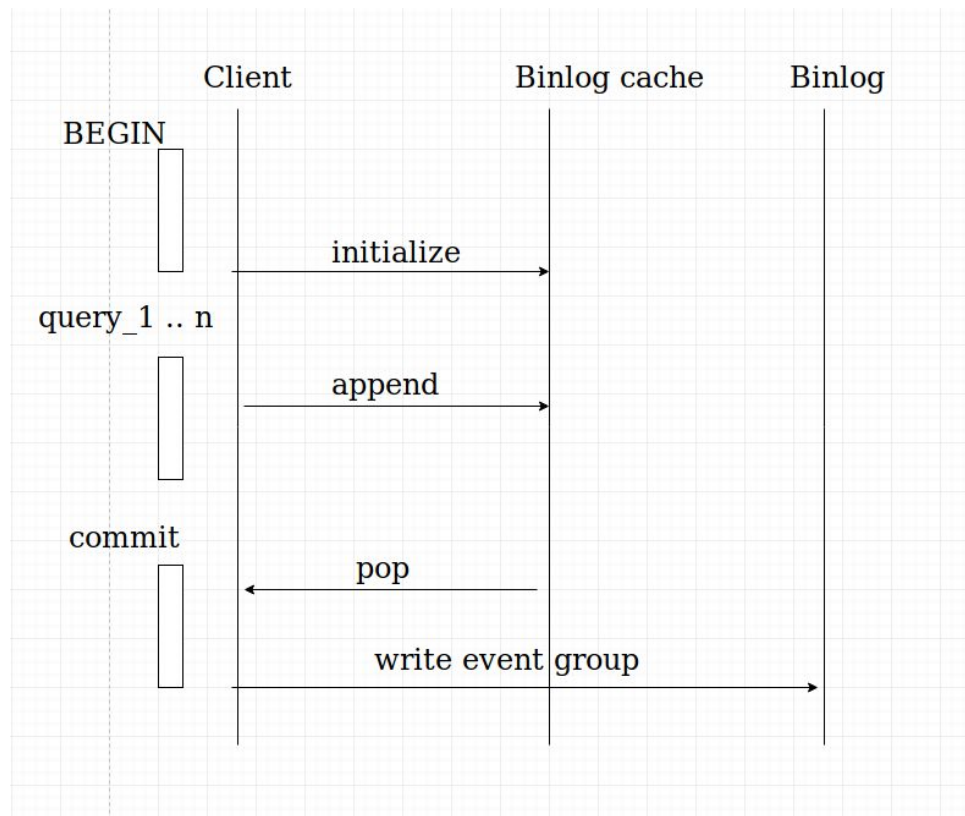 Client
Binlog cache
Binlog
BEGIN
initialize
query_1 .. n
append
commit
pop
write event group